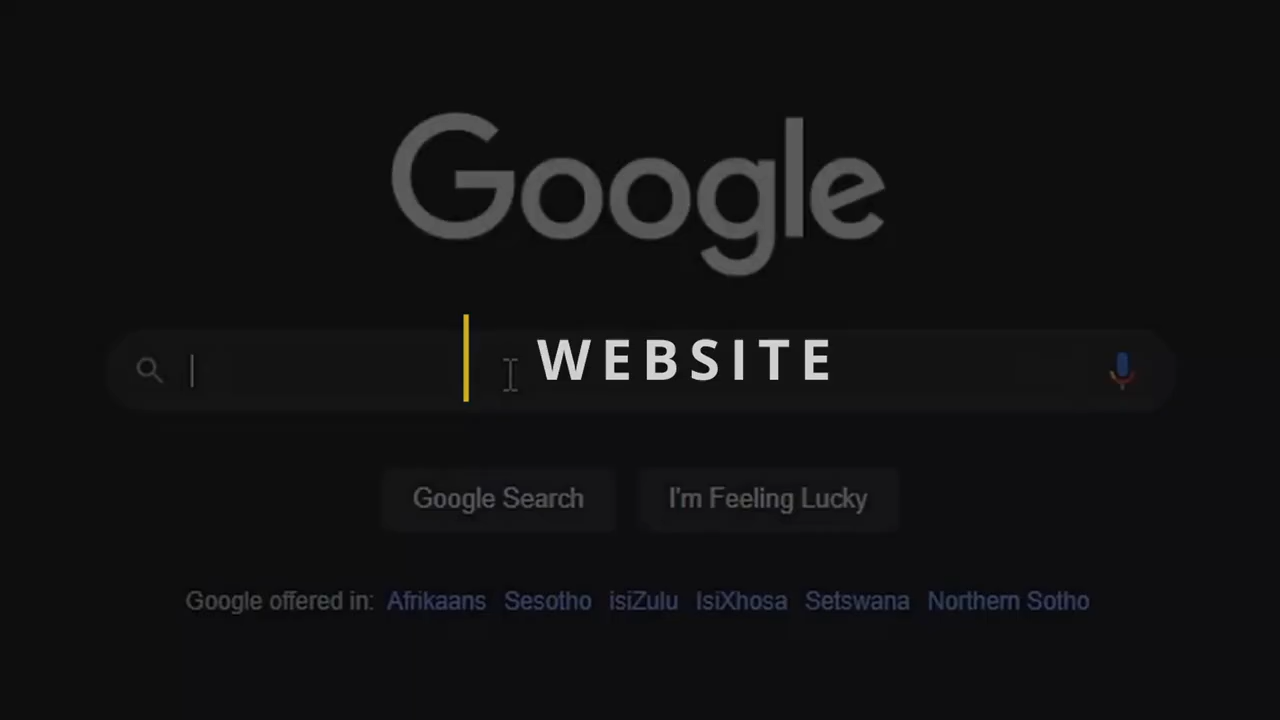 Google
WEBSITE
Google Search I'm Feeling Lucky
Google offered in: Afrikaans Sesotho isiZulu IsiXhosa Setswana Northern Sotho